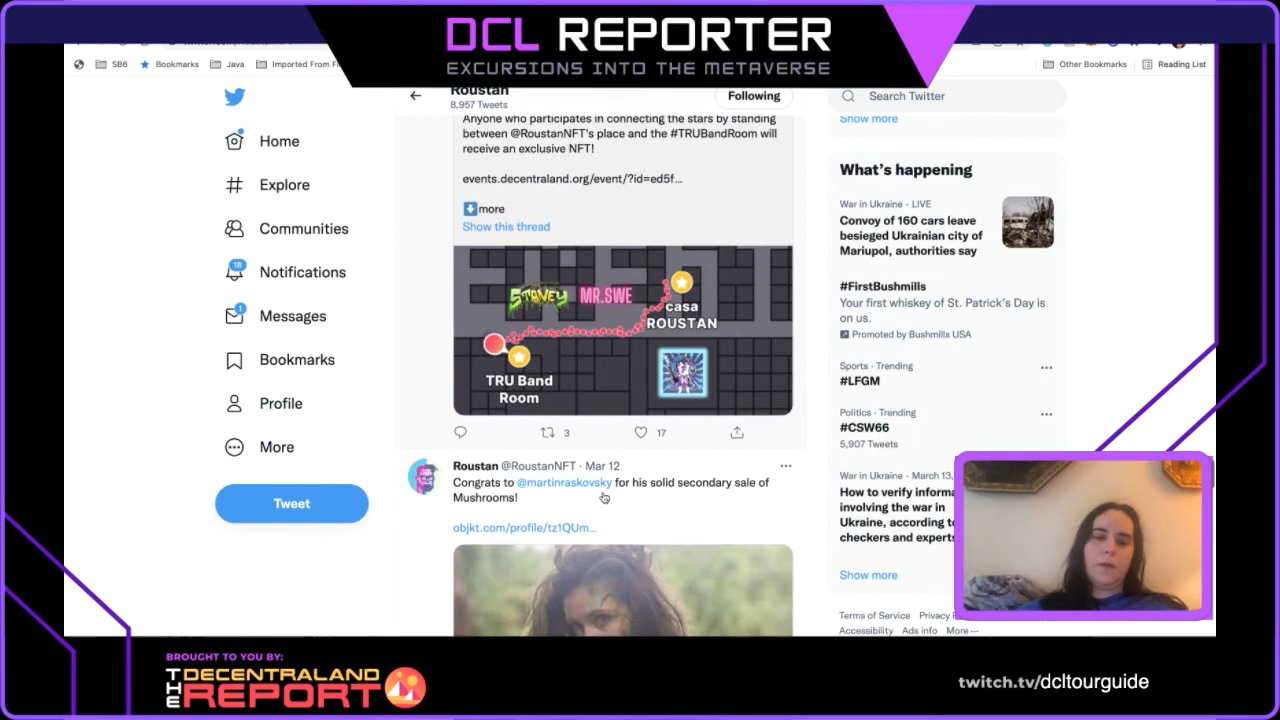 DCL REPORTER
EXCURSIONS INTO THE METAVERSE
SB6
Bookmarks
Java
Other Bookmarks
Reading List
Home
Explore
Communities
18
Notifications
1
Messages
Bookmarks
Profile
More
Tweet
Roustan
8,957 Tweets
Following
Anyone who participates in connecting the stars by standing
between @RoustanNFT's place and the #TRUBandRoom will
receive an exclusive NFT!
events.decentraland.org/event/?id=ed5f...
more
Show this thread
STONEY MR.SWE
casa
ROUSTAN
TRU Band
Room
3
17
Roustan @RoustanNFT · Mar 12
Congrats to @martinraskovsky for his solid secondary sale of
Mushrooms!
objkt.com/profile/tz1QUm...
Search Twitter
Show more
What's happening
War in Ukraine · LIVE
Convoy of 160 cars leave
besieged Ukrainian city of
Mariupol, authorities say
#FirstBushmills
Your first whiskey of St. Patrick's Day is
on us.
Promoted by Bushmills USA
Sports · Trending
#LFGM
Politics · Trending
#CSW66
5,907 Tweets
War in Ukraine · March 13,
How to verify
involving the war in
Ukraine, according to
checkers and experts
Show more
Terms of Service
Accessibility Ads info More ···
BROUGHT TO YOU BY:
THE DECENTRALAND
REPORT
twitch.tv/dcltourguide